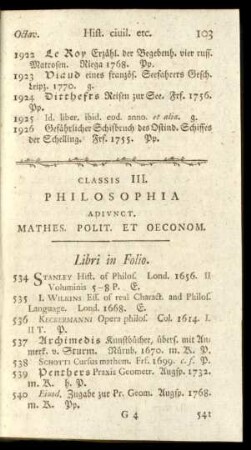 Octav. Hist. civil. etc. 103
1922 Le Roy Erzähl. der Begebenh. vier russ.
Matrosen. Riega 1768. Pp.
1923 Viaud eines französ. Seefahrers Gesch.
Leipz. 1770. g.
1924 Ditthefrs Reisen zur See. Frf. 1756.
Pp.
1925 Id. liber. ibid. eod. anno. et alia. g.
1926 Gefährlicher Schifbruch des Ostind. Schiffes
der Schelling. Frf. 1755. Pp.
CLASSIS III.
PHILOSOPHIA
ADIVNCT.
MATHES. POLIT. ET OECONOM.
Libri in Folio.
534 STANLEY Hist. of Philos. Lond. 1656. II
Voluminis 5-8 P. E.
535 I. WILKINS Ess. of real Charact. and Philos.
Language. Lond. 1668. E.
536 KECKERMANNI Opera philos. Col. 1614. I.
II T. P.
537 Archimedis Kunstbücher, übers. mit An-
merk. v. Sturm. Nürnb. 1670. m. K. P.
538 SCHOTTI Cursus mathem. Frf. 1699. c. f. P.
539 Penthers Praxis Geometr. Augsp. 1732.
m. K. h. P.
540 Eiusd. Zugabe zur Pr. Geom. Augsp. 1768.
m. K. Pp.
G 4 541